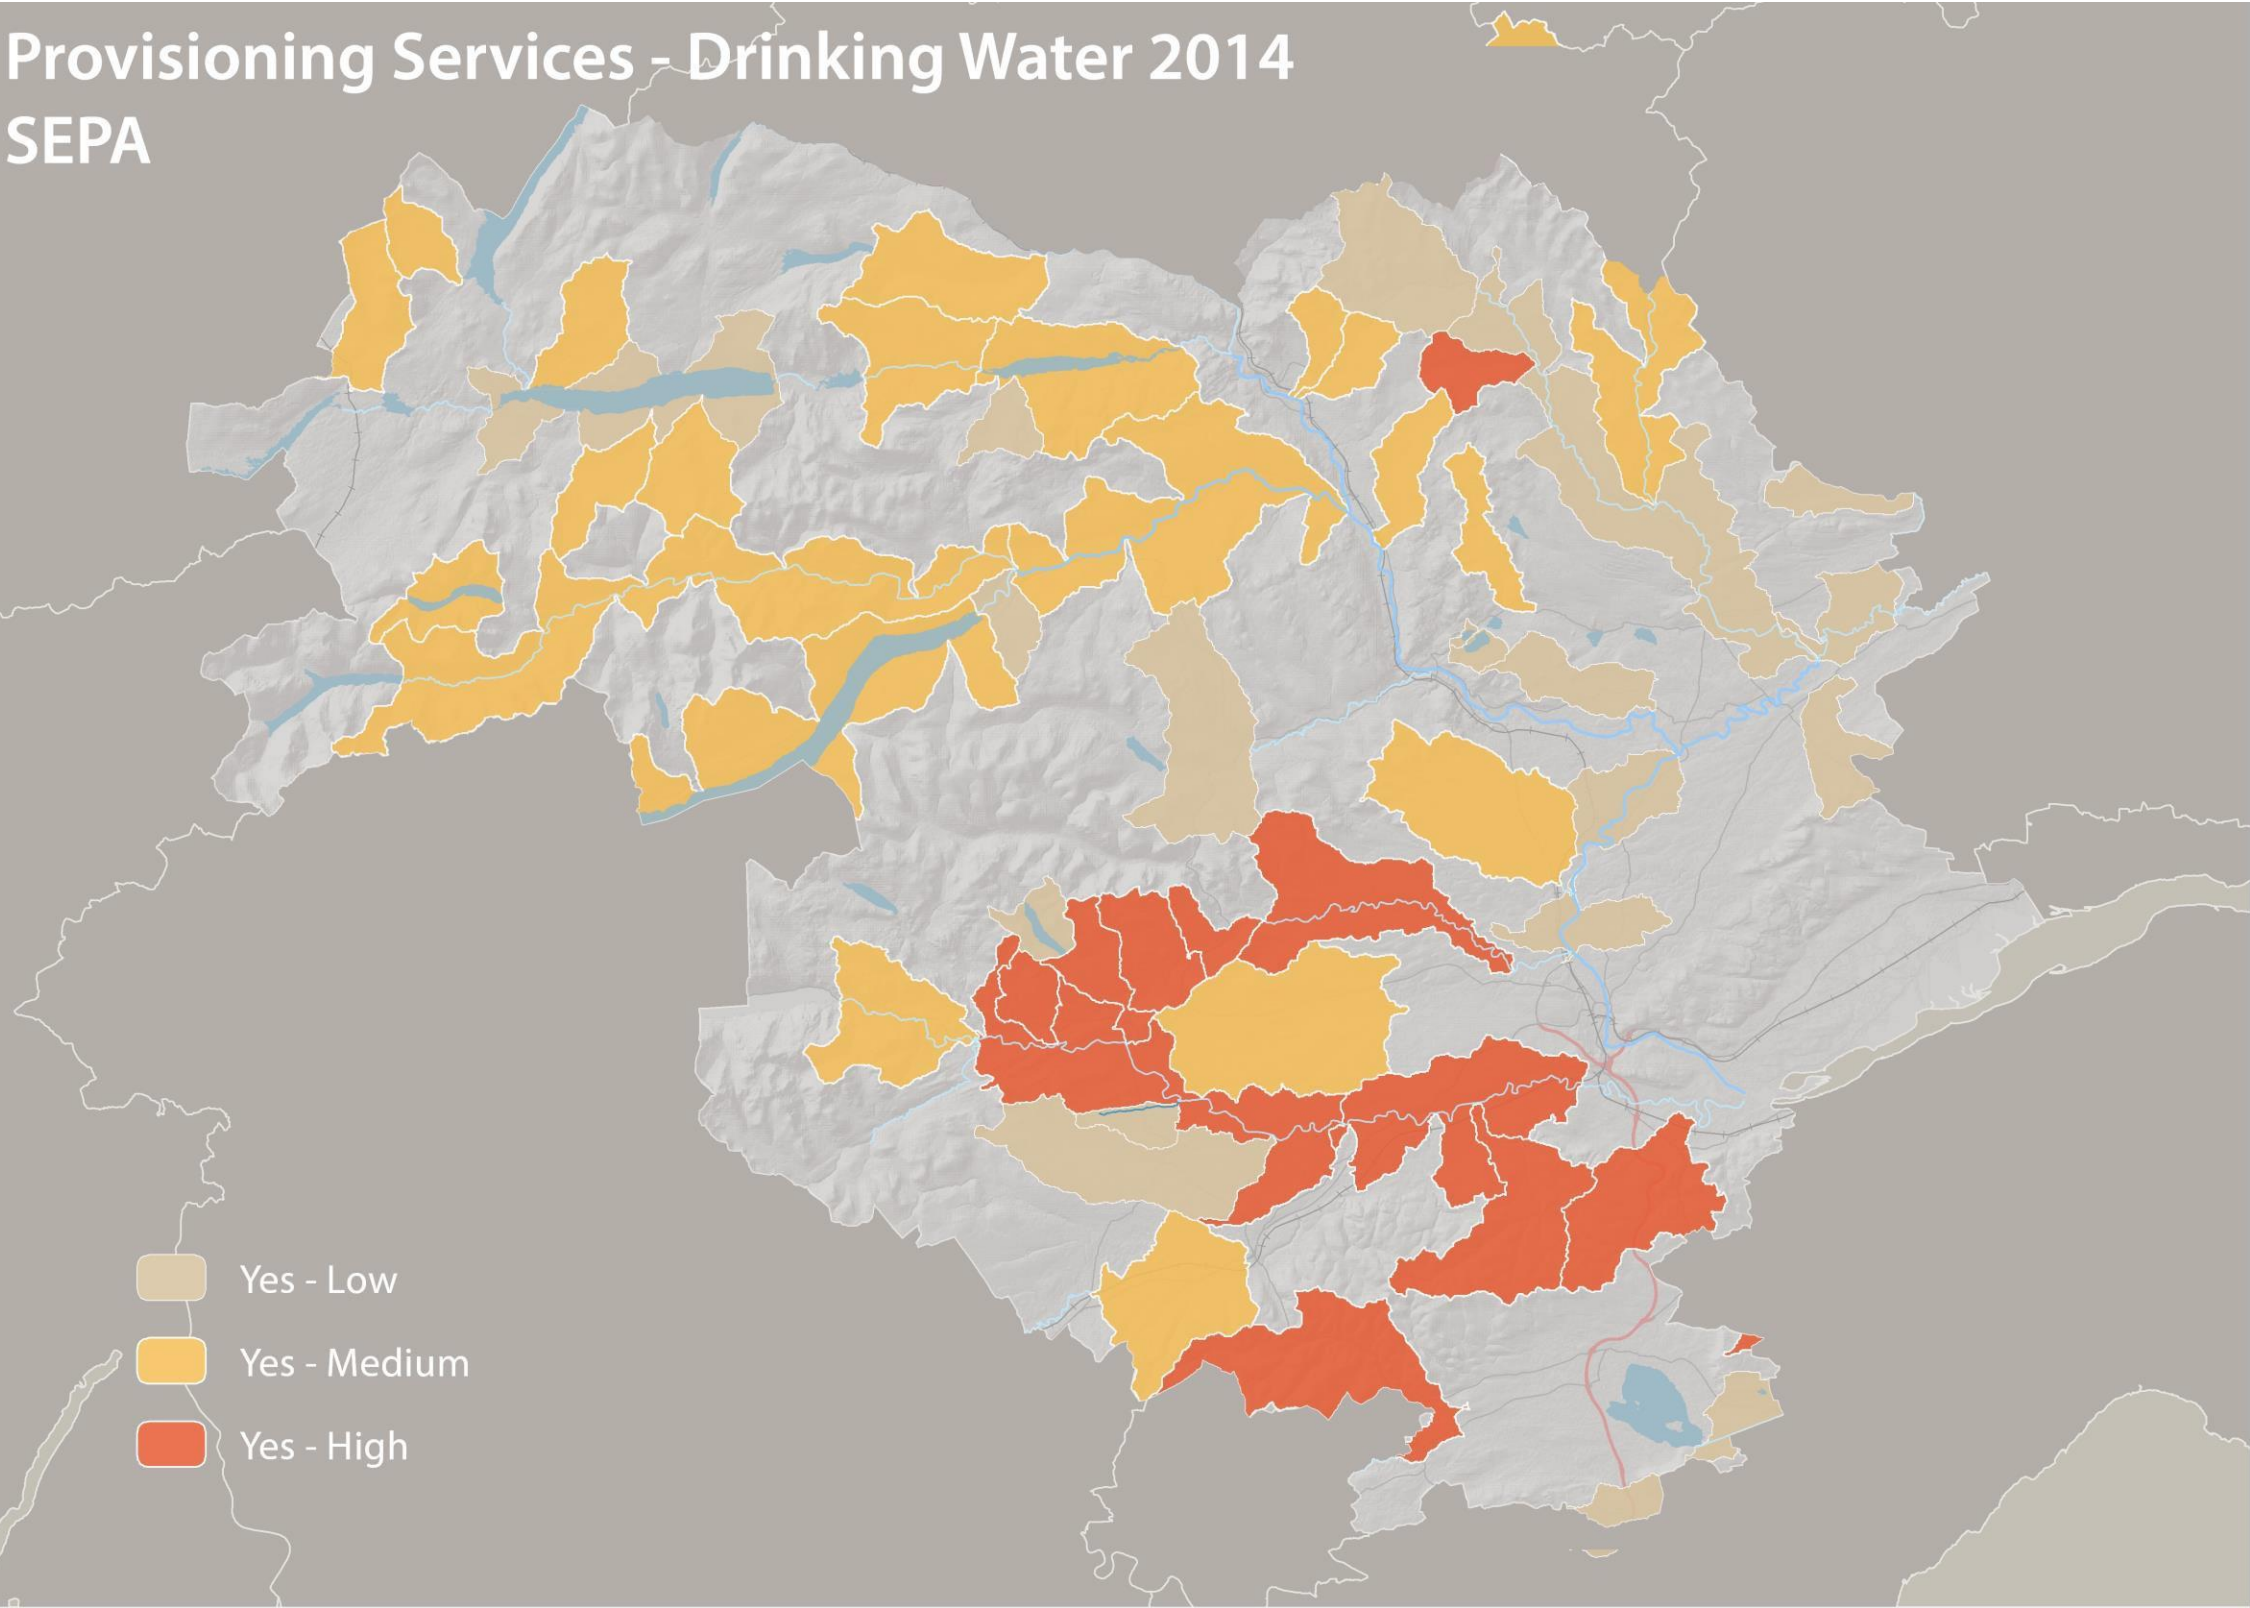 Provisioning Services - Drinking Water 2014
SEPA
Yes - Low
Yes - Medium
Yes - High